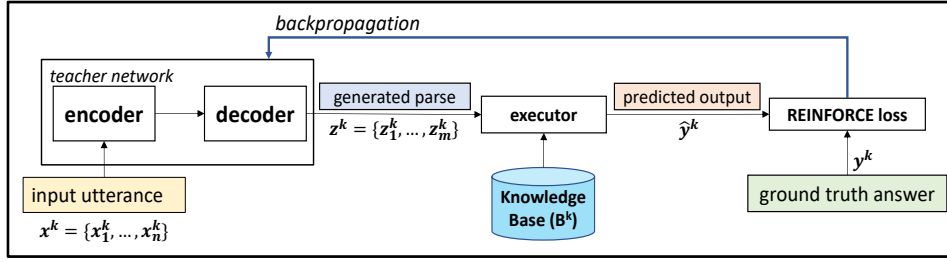 backpropagation
teacher network
encoder
decoder
generated parse
z^k = {z_1^k, ..., z_m^k}
executor
predicted output
ŷ^k
REINFORCE loss
y^k
input utterance
x^k = {x_1^k, ..., x_n^k}
Knowledge
Base (B^k)
ground truth answer